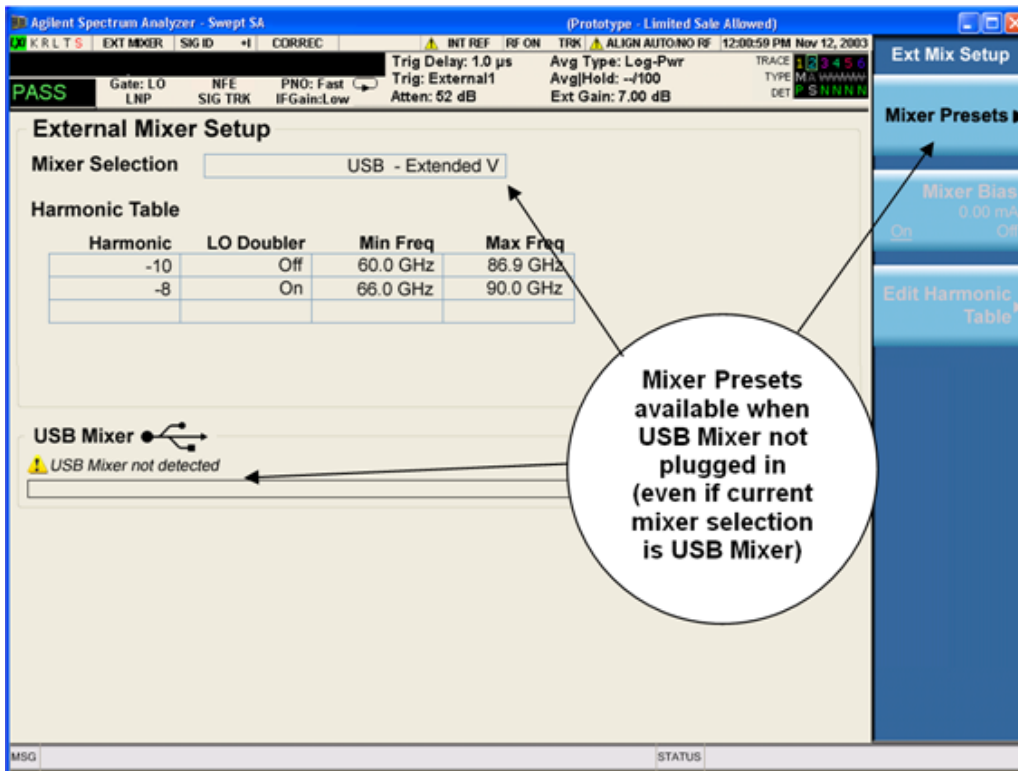 Agilent Spectrum Analyzer - Swept SA (Prototype - Limited Sale Allowed)
LXI K R L T S EXT MIXER SIG ID +I CORREC INT REF RF ON TRK ALIGN AUTO/NO RF 12:00:59 PM Nov 12, 2003
Trig Delay: 1.0 µs Avg Type: Log-Pwr TRACE 1 2 3 4 5 6
PASS Gate: LO NFE PNO: Fast Trig: External1 Avg|Hold: --/100 TYPE M A W W W W
LNP SIG TRK IFGain:Low Atten: 52 dB Ext Gain: 7.00 dB DET P S N N N N
External Mixer Setup
Mixer Selection USB - Extended V
Harmonic Table
Harmonic LO Doubler Min Freq Max Freq
-10 Off 60.0 GHz 86.9 GHz
-8 On 66.0 GHz 90.0 GHz
USB Mixer
USB Mixer not detected
Mixer Presets
available when
USB Mixer not
plugged in
(even if current
mixer selection
is USB Mixer)
Ext Mix Setup
Mixer Presets
Mixer Bias
0.00 mA
On Off
Edit Harmonic
Table
MSG STATUS